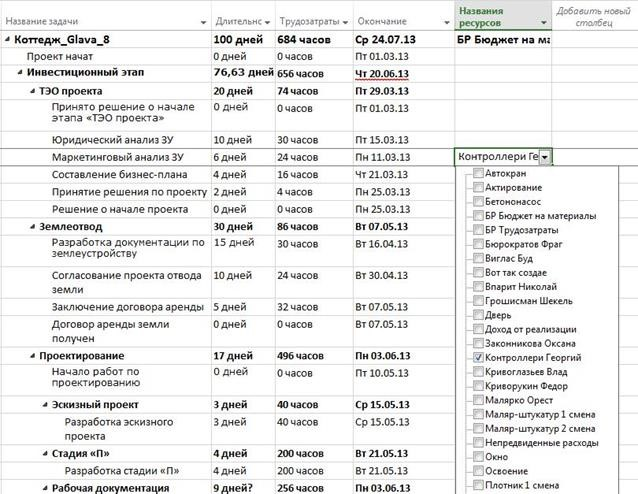 Название задачи Длительнс Трудозатраты Окончание Названия ресурсов Добавить новый столбец
Коттедж_Glava_8 100 дней 684 часов Ср 24.07.13 БР Бюджет на ма
Проект начат 0 дней 0 часов Пт 01.03.13
Инвестиционный этап 76,63 дней 656 часов Чт 20.06.13
ТЭО проекта 20 дней 74 часов Пт 29.03.13
Принято решение о начале этапа «ТЭО проекта» 0 дней 0 часов Пт 01.03.13
Юридический анализ ЗУ 10 дней 30 часов Пт 15.03.13
Маркетинговый анализ ЗУ 6 дней 24 часов Пн 11.03.13 Контроллери Ге
Составление бизнес-плана 4 дней 16 часов Чт 21.03.13
Принятие решения по проекту 2 дней 4 часов Пн 25.03.13
Решение о начале проекта 0 дней 0 часов Пн 25.03.13
Землеотвод 30 дней 86 часов Вт 07.05.13
Разработка документации по землеустройству 15 дней 30 часов Вт 16.04.13
Согласование проекта отвода земли 10 дней 24 часов Вт 30.04.13
Заключение договора аренды 5 дней 32 часов Вт 07.05.13
Договор аренды земли получен 0 дней 0 часов Вт 07.05.13
Проектирование 17 дней 496 часов Пн 03.06.13
Начало работ по проектированию 0 дней 0 часов Пт 10.05.13
Эскизный проект 3 дней 40 часов Ср 15.05.13
Разработка эскизного проекта 3 дней 40 часов Ср 15.05.13
Стадия «П» 4 дней 200 часов Вт 21.05.13
Разработка стадии «П» 4 дней 200 часов Вт 21.05.13
Рабочая документация 9 дней? 256 часов Пн 03.06.13
Автокран
Актирование
Бетононасос
БР Бюджет на материалы
БР Трудозатраты
Бюрократов Фраг
Виглас Буд
Вот так создае
Впарит Николай
Грошисман Шекель
Дверь
Доход от реализации
Законникова Оксана
Контроллери Георгий
Кривоглазьев Влад
Криворукин Федор
Малярко Орест
Маляр-штукатур 1 смена
Маляр-штукатур 2 смена
Непредвиденные расходы
Окно
Освоение
Плотник 1 смена